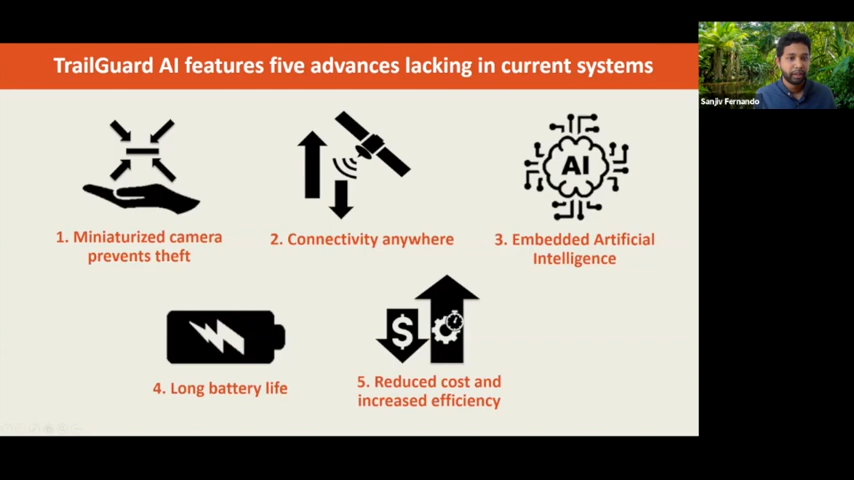 TrailGuard AI features five advances lacking in current systems
Sanjiv Fernando
AI
1. Miniaturized camera
prevents theft
2. Connectivity anywhere
3. Embedded Artificial
Intelligence
$
4. Long battery life
5. Reduced cost and
increased efficiency